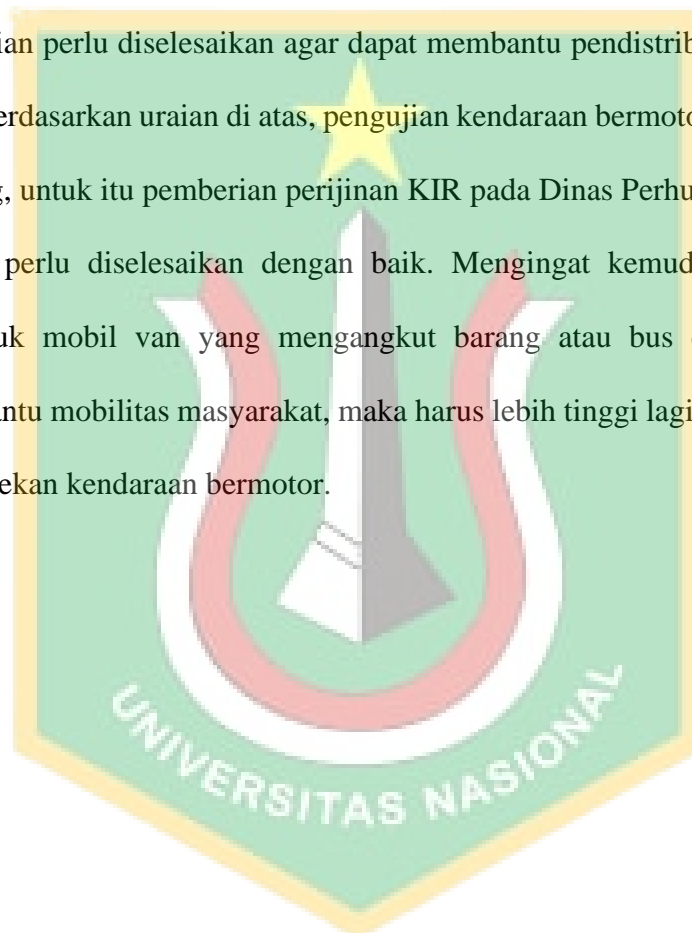 ian perlu diselesaikan agar dapat membantu pendistrib
erdasarkan uraian di atas, pengujian kendaraan bermoto
, untuk itu pemberian perijinan KIR pada Dinas Perhu
perlu diselesaikan dengan baik. Mengingat kemud
uk mobil van yang mengangkut barang atau bus
antu mobilitas masyarakat, maka harus lebih tinggi lagi
ekan kendaraan bermotor.
UNIVERSITAS NASIONAL